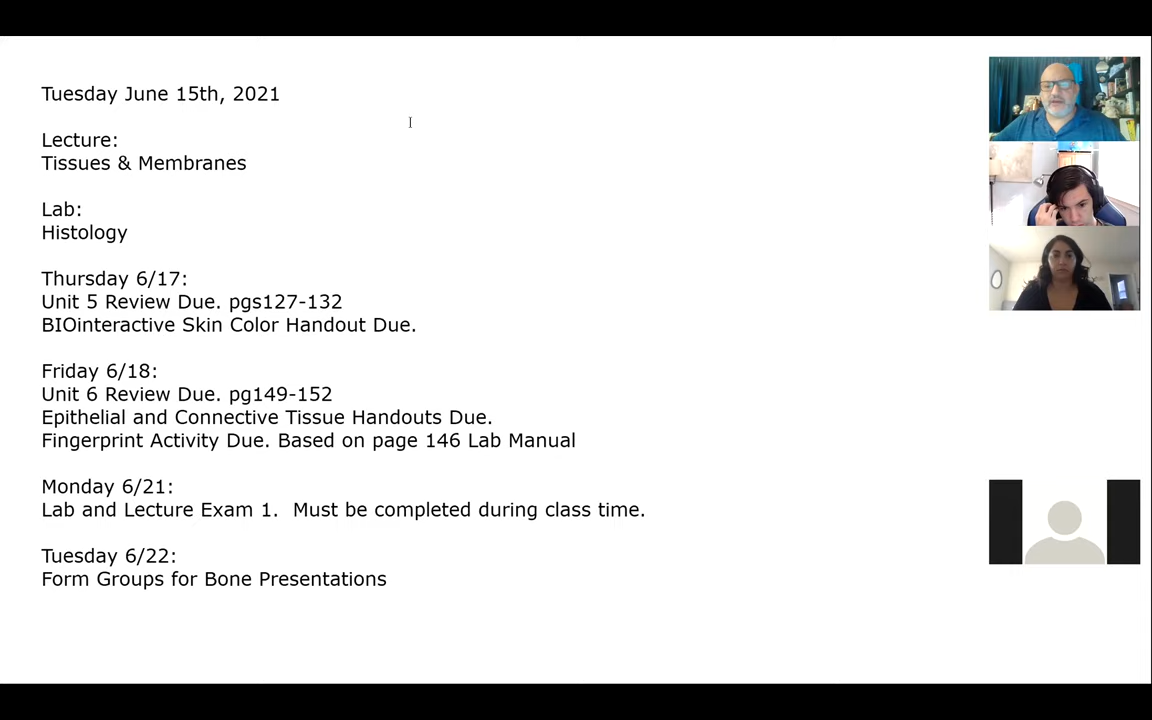 Tuesday June 15th, 2021
Lecture:
Tissues & Membranes
Lab:
Histology
Thursday 6/17:
Unit 5 Review Due. pgs127-132
BIOinteractive Skin Color Handout Due.
Friday 6/18:
Unit 6 Review Due. pg149-152
Epithelial and Connective Tissue Handouts Due.
Fingerprint Activity Due. Based on page 146 Lab Manual
Monday 6/21:
Lab and Lecture Exam 1.  Must be completed during class time.
Tuesday 6/22:
Form Groups for Bone Presentations